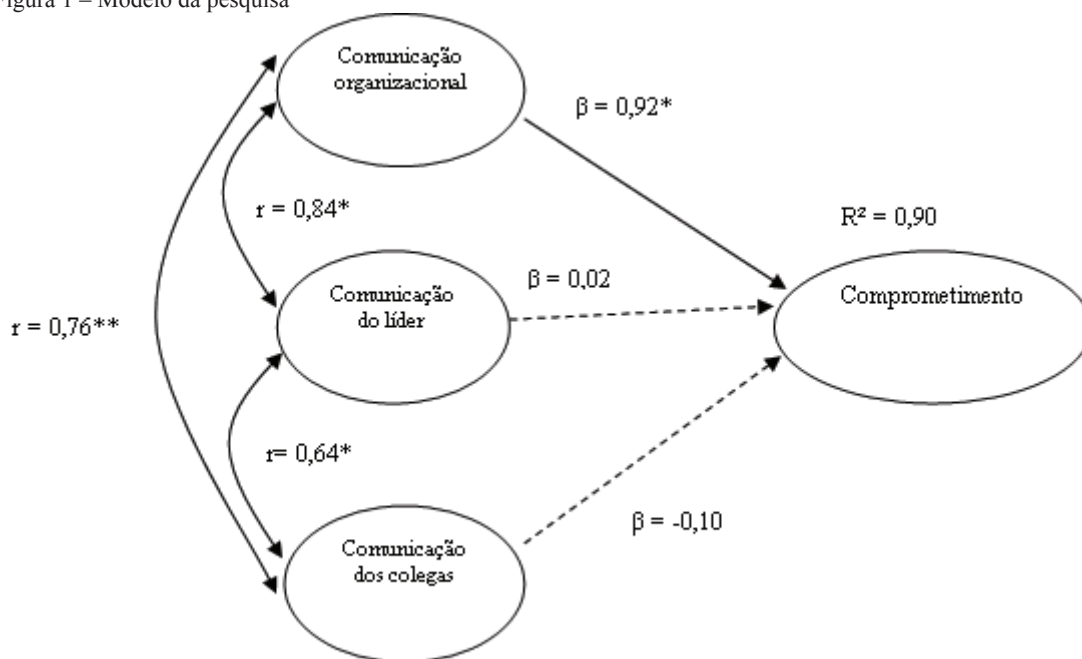 Figura 1 – Modelo da pesquisa
Comunicação
organizacional
β = 0,92*
r = 0,84*
R² = 0,90
Comunicação
do líder
β = 0,02
Comprometimento
r = 0,76**
r= 0,64*
Comunicação
dos colegas
β = -0,10